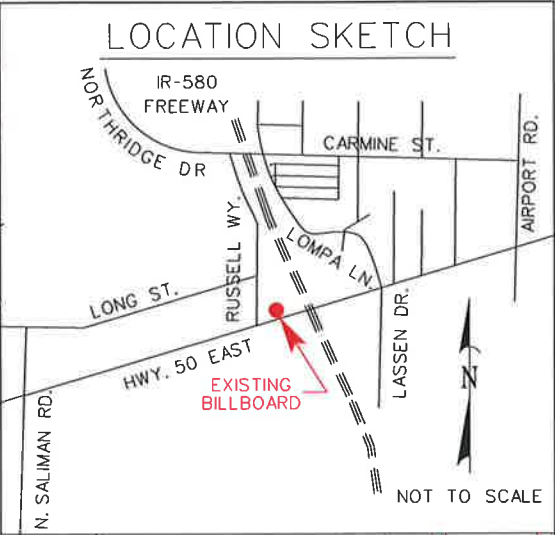 LOCATION SKETCH
IR-580
FREEWAY
NORTHRIDGE DR
CARMINE ST.
AIRPORT RD.
RUSSELL WY.
LOMPA LN.
LONG ST.
HWY. 50 EAST
LASSEN DR.
EXISTING
BILLBOARD
N
N. SALIMAN RD.
NOT TO SCALE